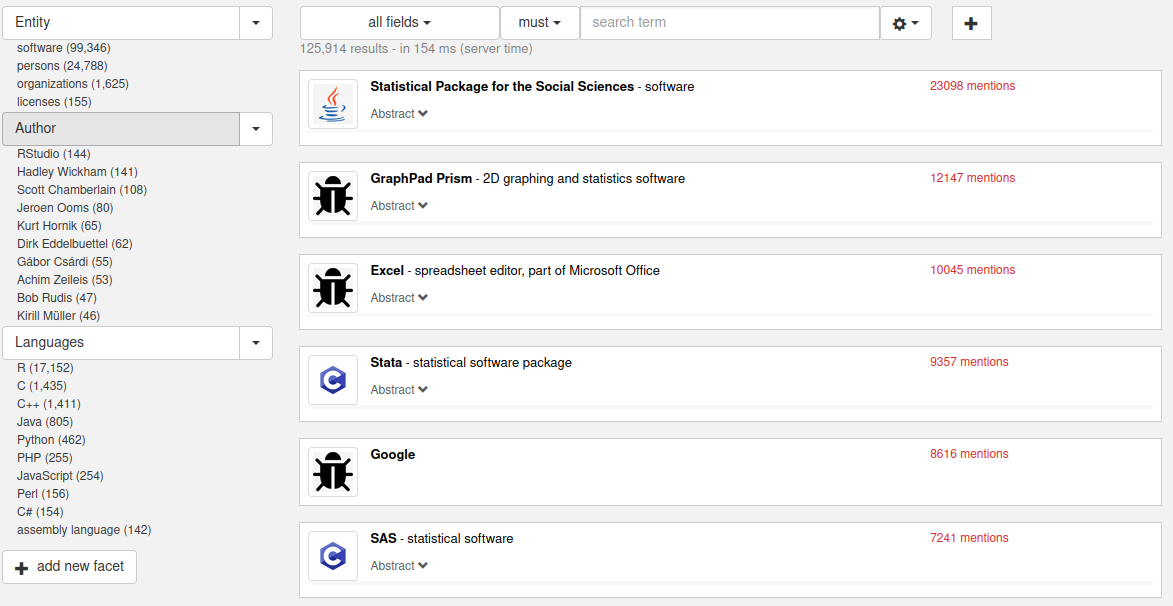 Entity
software (99,346)
persons (24,788)
organizations (1,625)
licenses (155)
Author
RStudio (144)
Hadley Wickham (141)
Scott Chamberlain (108)
Jeroen Ooms (80)
Kurt Hornik (65)
Dirk Eddelbuettel (62)
Gábor Csárdi (55)
Achim Zeileis (53)
Bob Rudis (47)
Kirill Müller (46)
Languages
R (17,152)
C (1,435)
C++ (1,411)
Java (805)
Python (462)
PHP (255)
JavaScript (254)
Perl (156)
C# (154)
assembly language (142)
add new facet
all fields must search term
125,914 results - in 154 ms (server time)
Statistical Package for the Social Sciences - software 23098 mentions
Abstract
GraphPad Prism - 2D graphing and statistics software 12147 mentions
Abstract
Excel - spreadsheet editor, part of Microsoft Office 10045 mentions
Abstract
Stata - statistical software package 9357 mentions
Abstract
Google 8616 mentions
SAS - statistical software 7241 mentions
Abstract